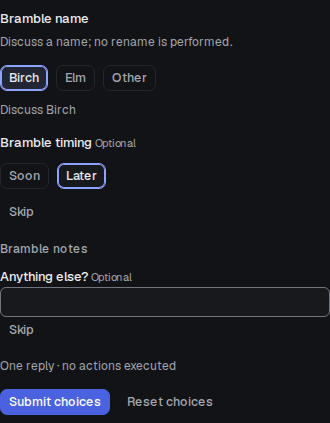 Bramble name
Discuss a name; no rename is performed.
Birch Elm Other
Discuss Birch
Bramble timing Optional
Soon Later
Skip
Bramble notes
Anything else? Optional
Skip
One reply · no actions executed
Submit choices Reset choices